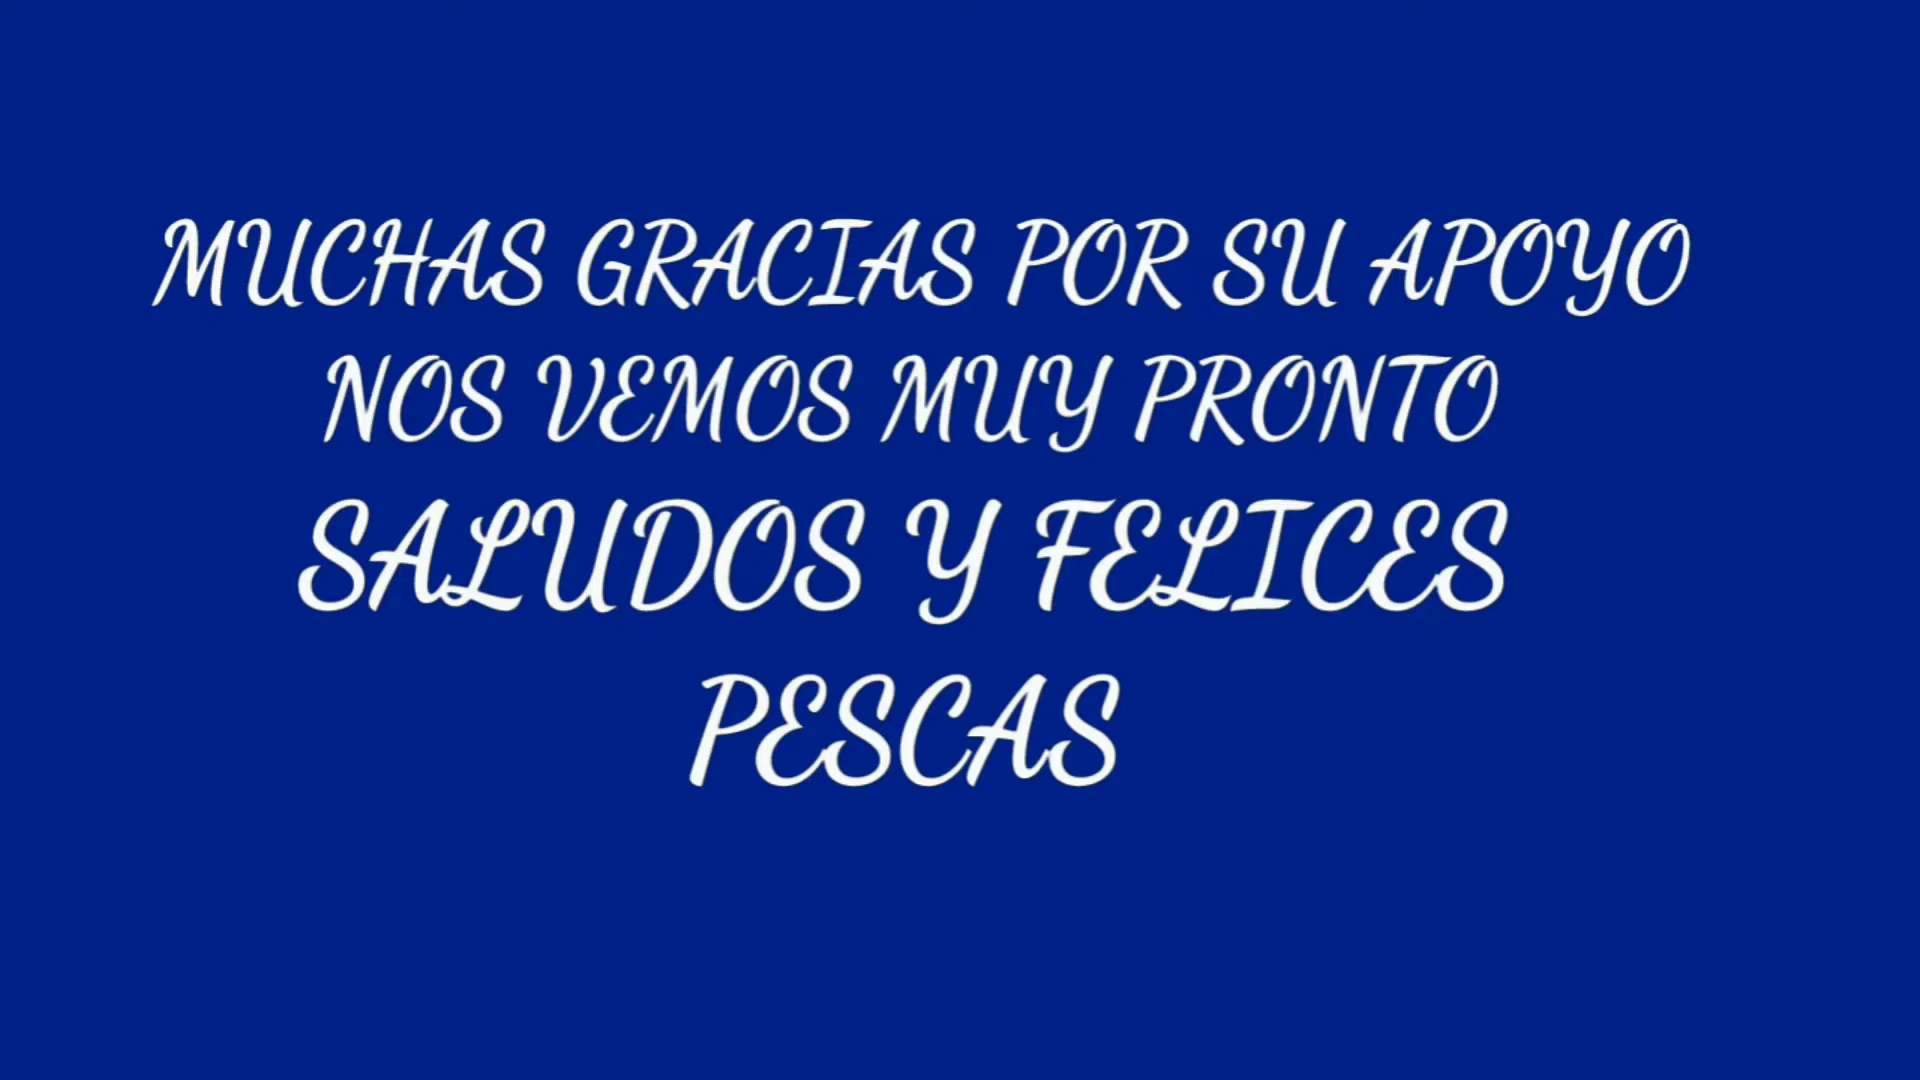 MUCHAS GRACIAS POR SU APOYO
NOS VEMOS MUY PRONTO
SALUDOS Y FELICES
PESCAS